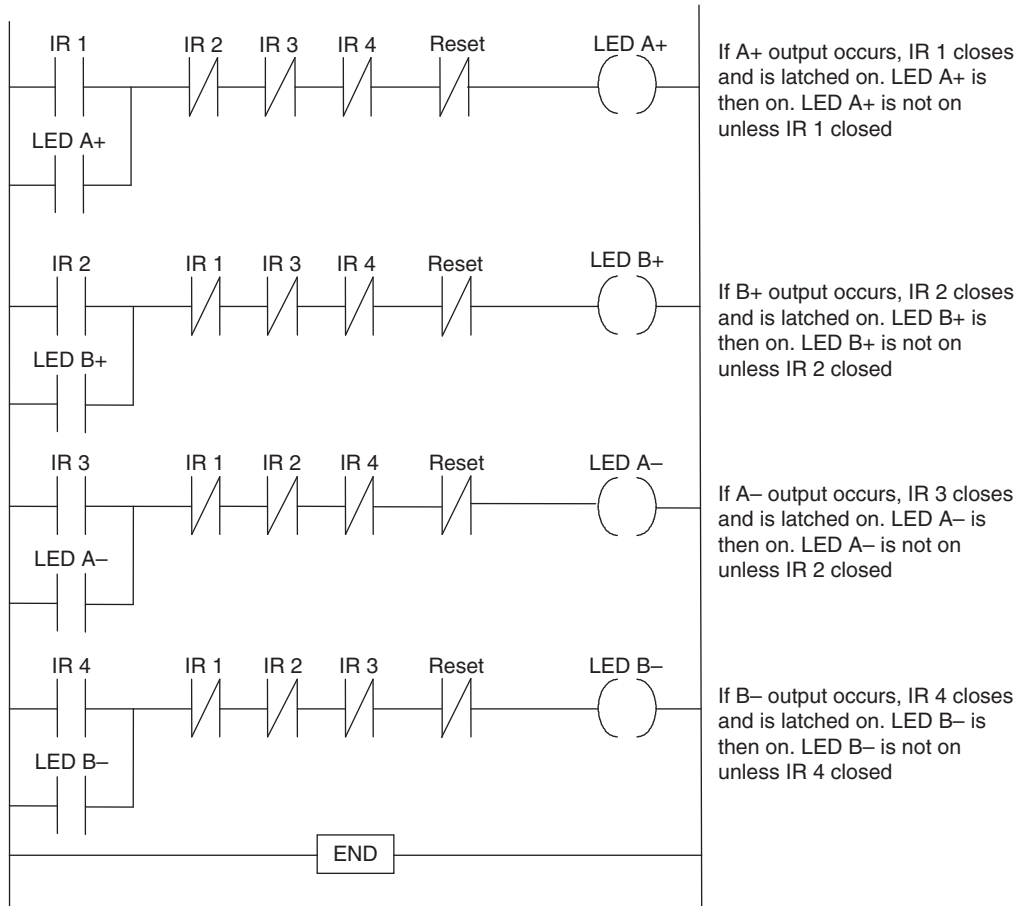 IR 1 IR 2 IR 3 IR 4 Reset LED A+
LED A+
If A+ output occurs, IR 1 closes
and is latched on. LED A+ is
then on. LED A+ is not on
unless IR 1 closed
IR 2 IR 1 IR 3 IR 4 Reset LED B+
LED B+
If B+ output occurs, IR 2 closes
and is latched on. LED B+ is
then on. LED B+ is not on
unless IR 2 closed
IR 3 IR 1 IR 2 IR 4 Reset LED A–
LED A–
If A– output occurs, IR 3 closes
and is latched on. LED A– is
then on. LED A– is not on
unless IR 2 closed
IR 4 IR 1 IR 2 IR 3 Reset LED B–
LED B–
If B– output occurs, IR 4 closes
and is latched on. LED B– is
then on. LED B– is not on
unless IR 4 closed
END